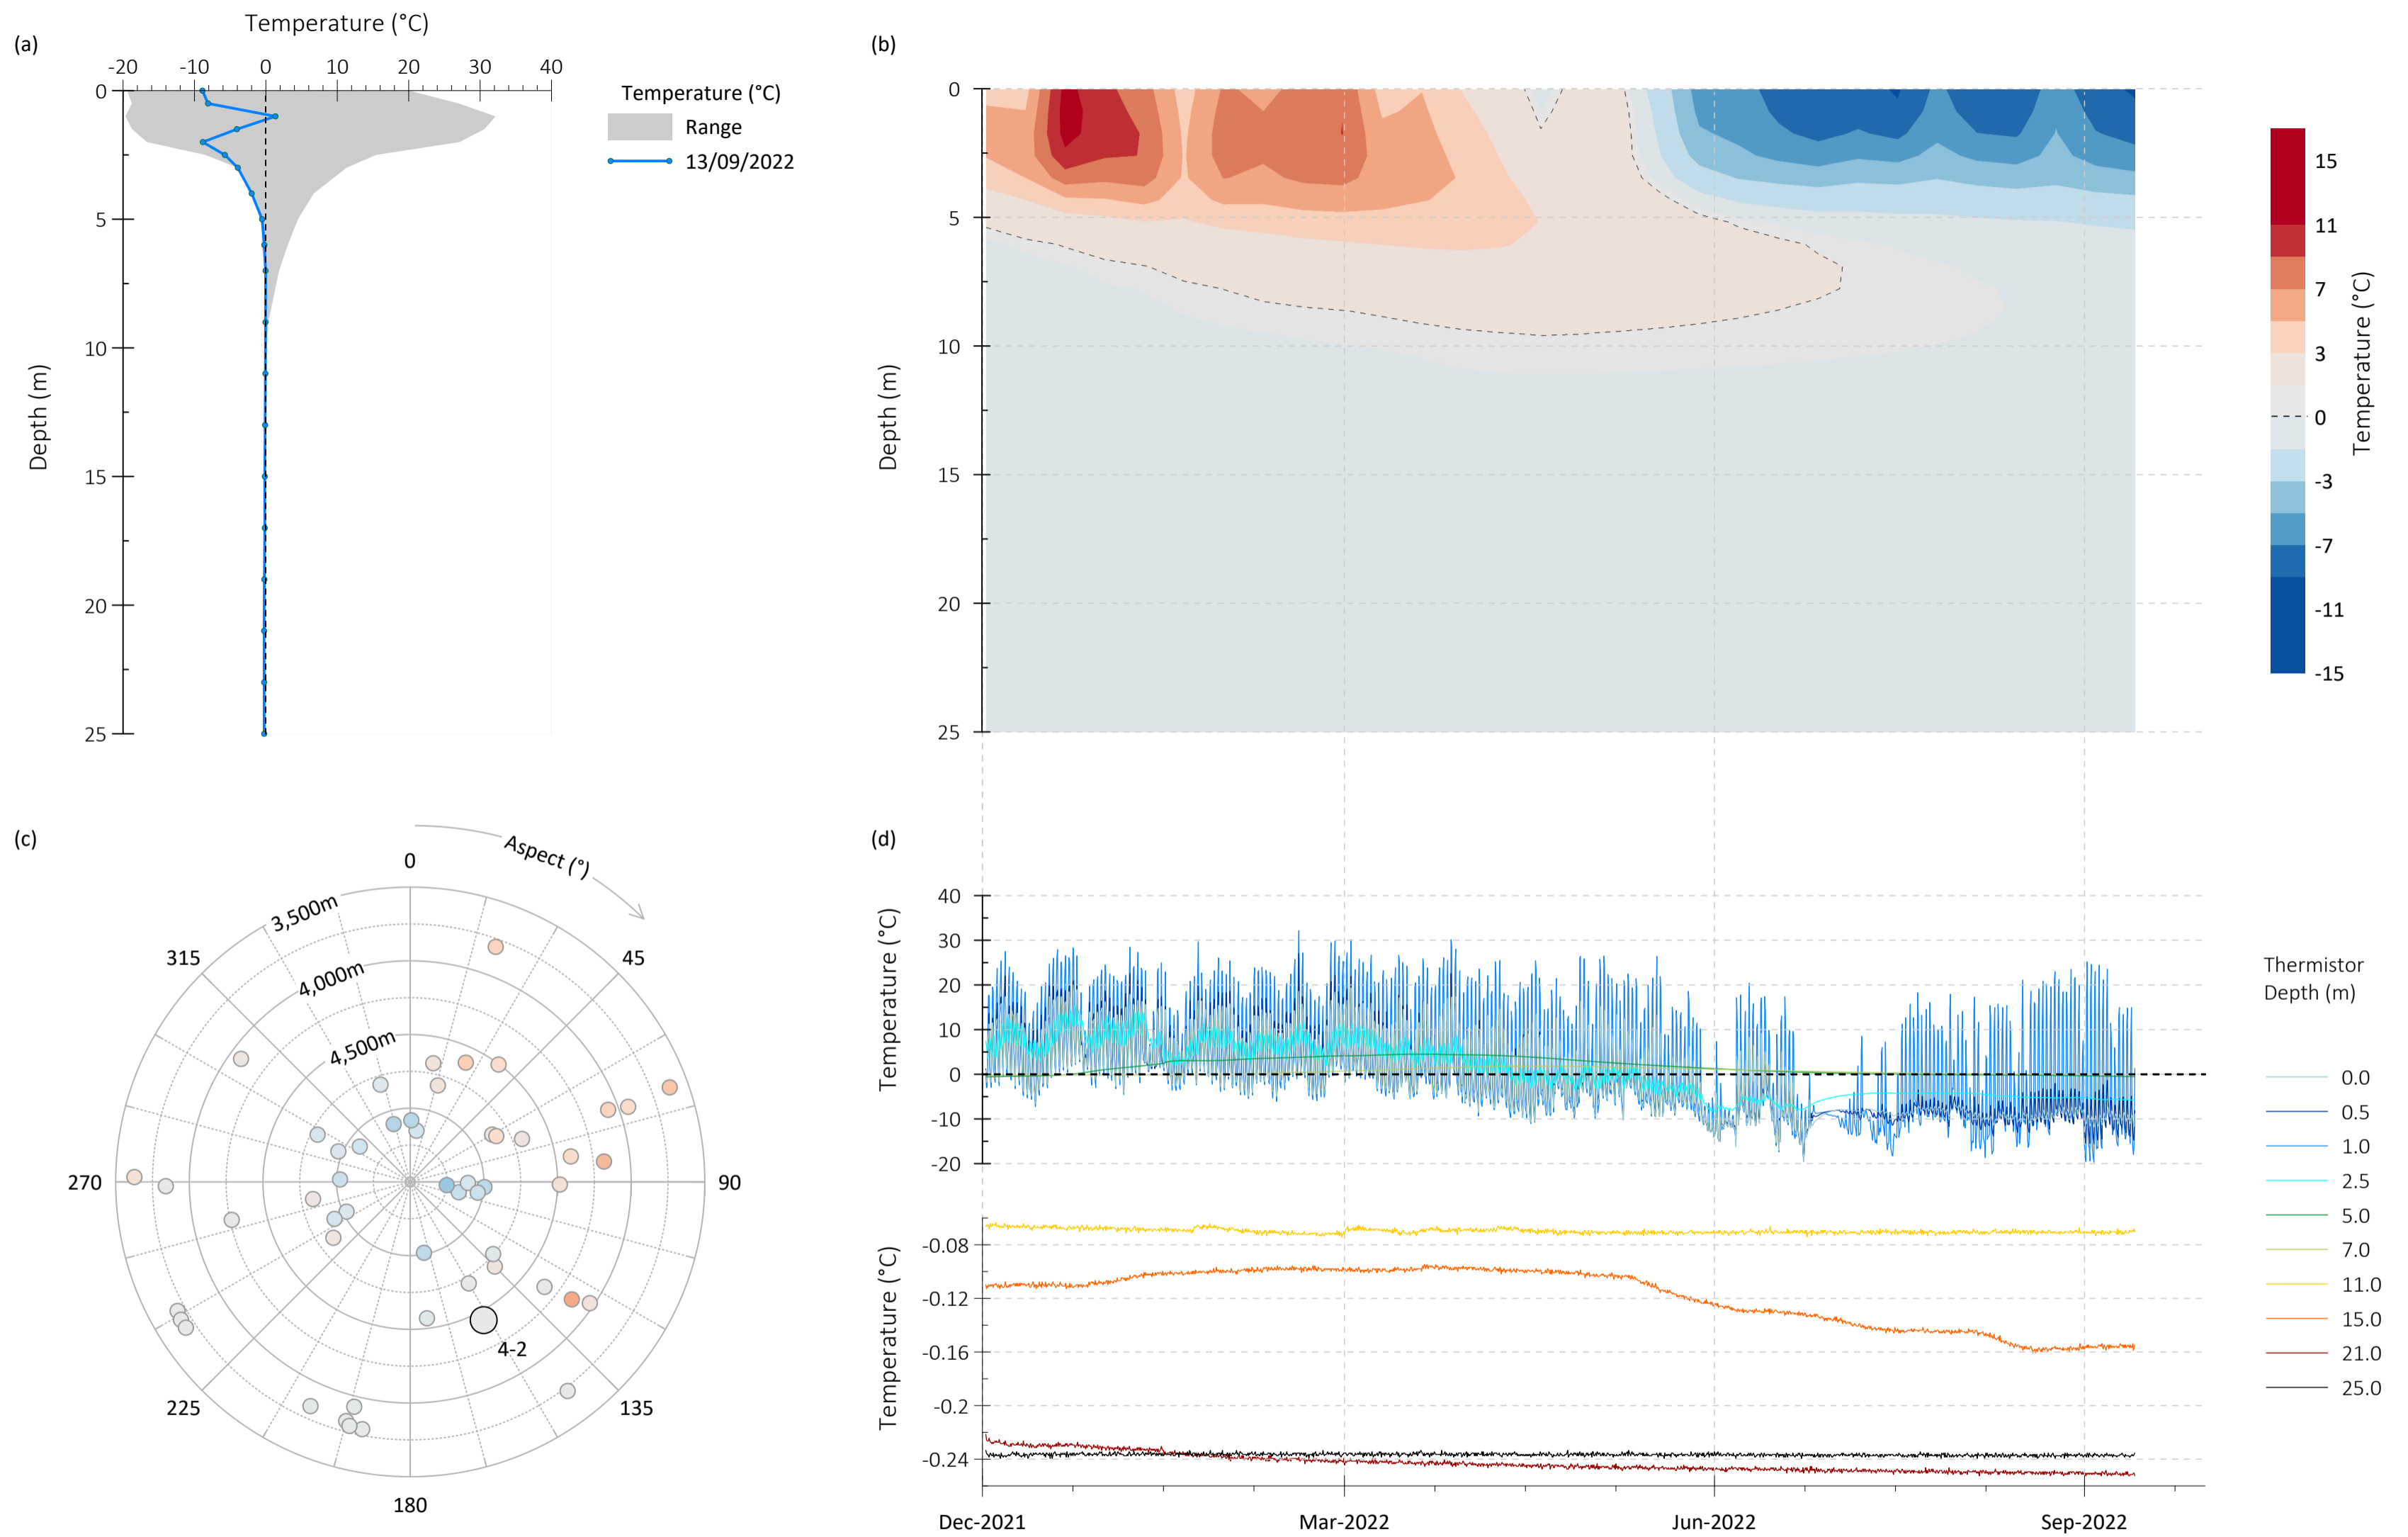 (a)
Temperature (°C)
-20 -10 0 10 20 30 40
0
5
10
15
20
25
Depth (m)
Temperature (°C)
Range
13/09/2022
(b)
0
5
10
15
20
25
Depth (m)
15
11
7
3
0
-3
-7
-11
-15
Temperature (°C)
(c)
Aspect (°)
0
45
90
135
180
225
270
315
3,500m
4,000m
4,500m
4-2
(d)
40
30
20
10
0
-10
-20
Temperature (°C)
-0.08
-0.12
-0.16
-0.2
-0.24
Temperature (°C)
Dec-2021 Mar-2022 Jun-2022 Sep-2022
Thermistor
Depth (m)
0.0
0.5
1.0
2.5
5.0
7.0
11.0
15.0
21.0
25.0